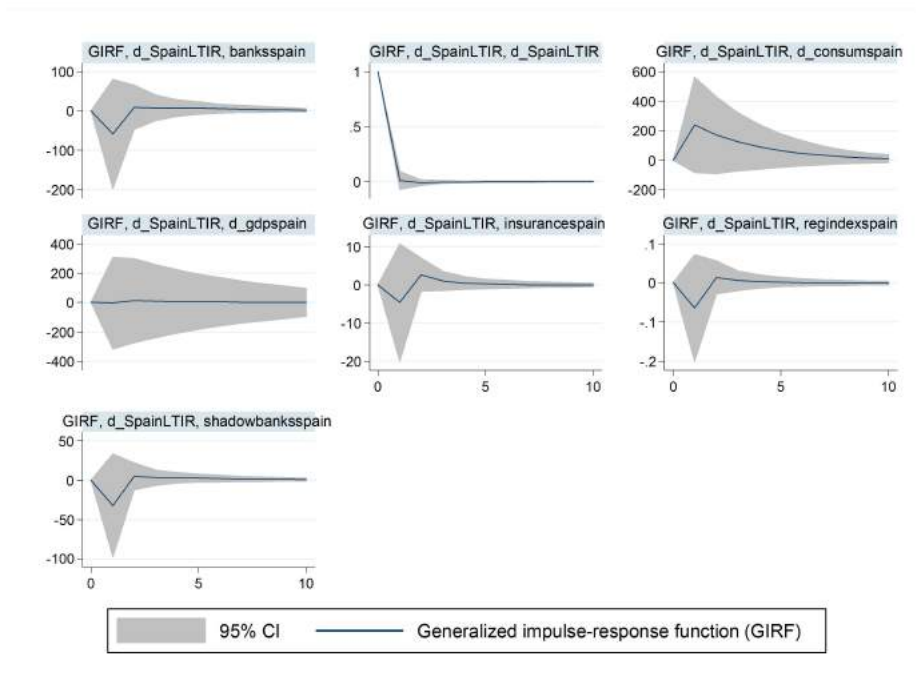 GIRF, d_SpainLTIR, banksspain
GIRF, d_SpainLTIR, d_SpainLTIR
GIRF, d_SpainLTIR, d_consumspain
100
0
-100
-200
1
.5
0
600
400
200
0
-200
GIRF, d_SpainLTIR, d_gdpspain
GIRF, d_SpainLTIR, insurancespain
GIRF, d_SpainLTIR, regindexspain
400
200
0
-200
-400
10
0
-10
-20
0 5 10
.1
0
-.1
-.2
0 5 10
GIRF, d_SpainLTIR, shadowbanksspain
50
0
-50
-100
0 5 10
95% CI
Generalized impulse-response function (GIRF)